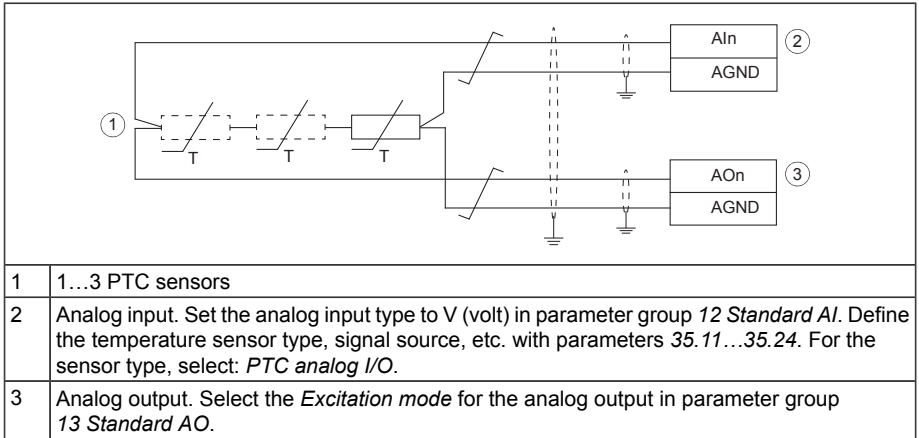 AIn
2
AGND
1
T
T
T
AOn
3
AGND
1
1…3 PTC sensors
2
Analog input. Set the analog input type to V (volt) in parameter group 12 Standard AI. Define
the temperature sensor type, signal source, etc. with parameters 35.11…35.24. For the
sensor type, select: PTC analog I/O.
3
Analog output. Select the Excitation mode for the analog output in parameter group
13 Standard AO.